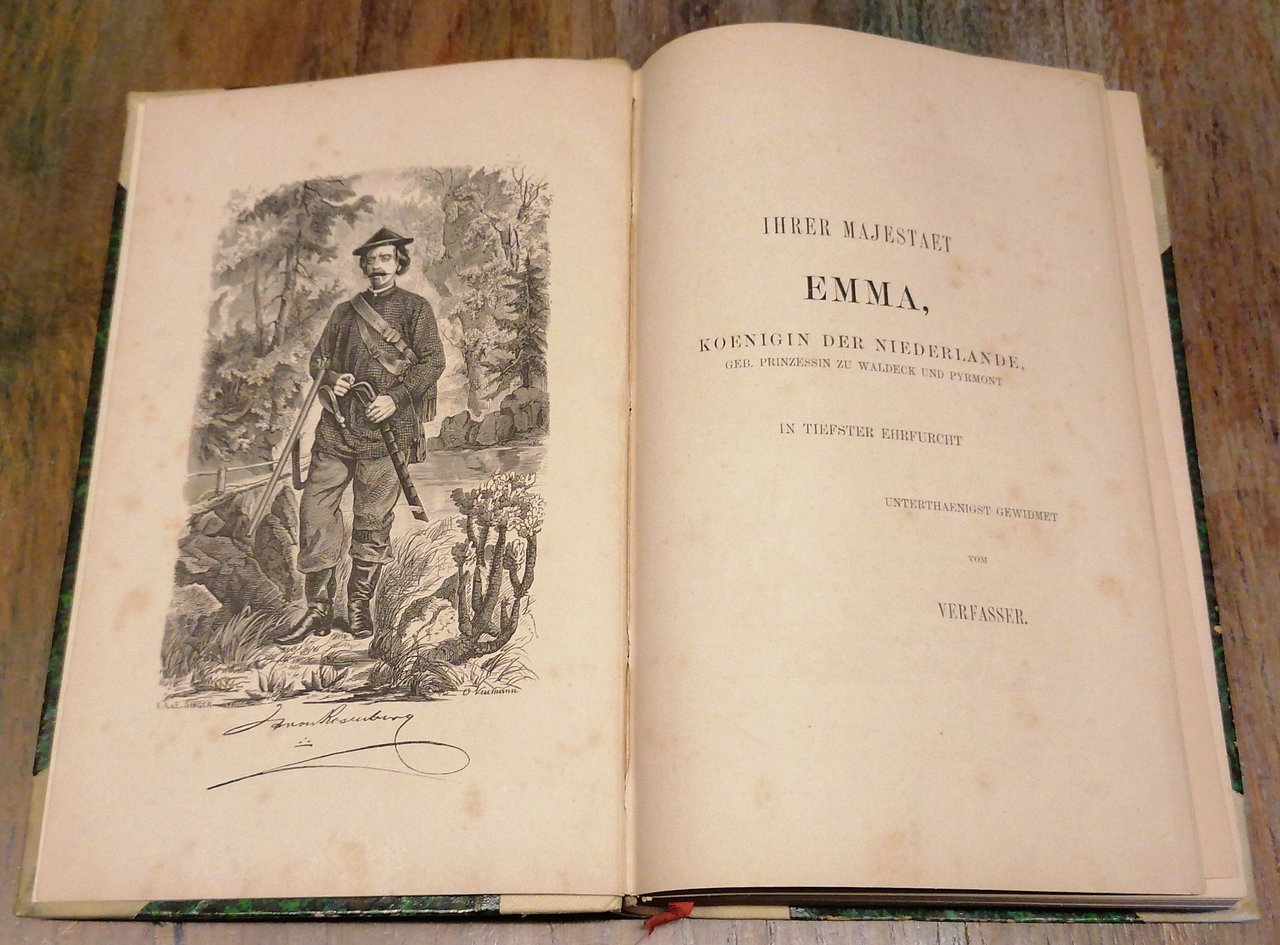 O Neumann
X. A. v. E. SINGER
HvonRosenberg
IHRER MAJESTAET
EMMA,
KOENIGIN DER NIEDERLANDE,
GEB. PRINZESSIN ZU WALDECK UND PYRMONT
IN TIEFSTER EHRFURCHT
UNTERTHAENIGST GEWIDMET
VOM
VERFASSER.